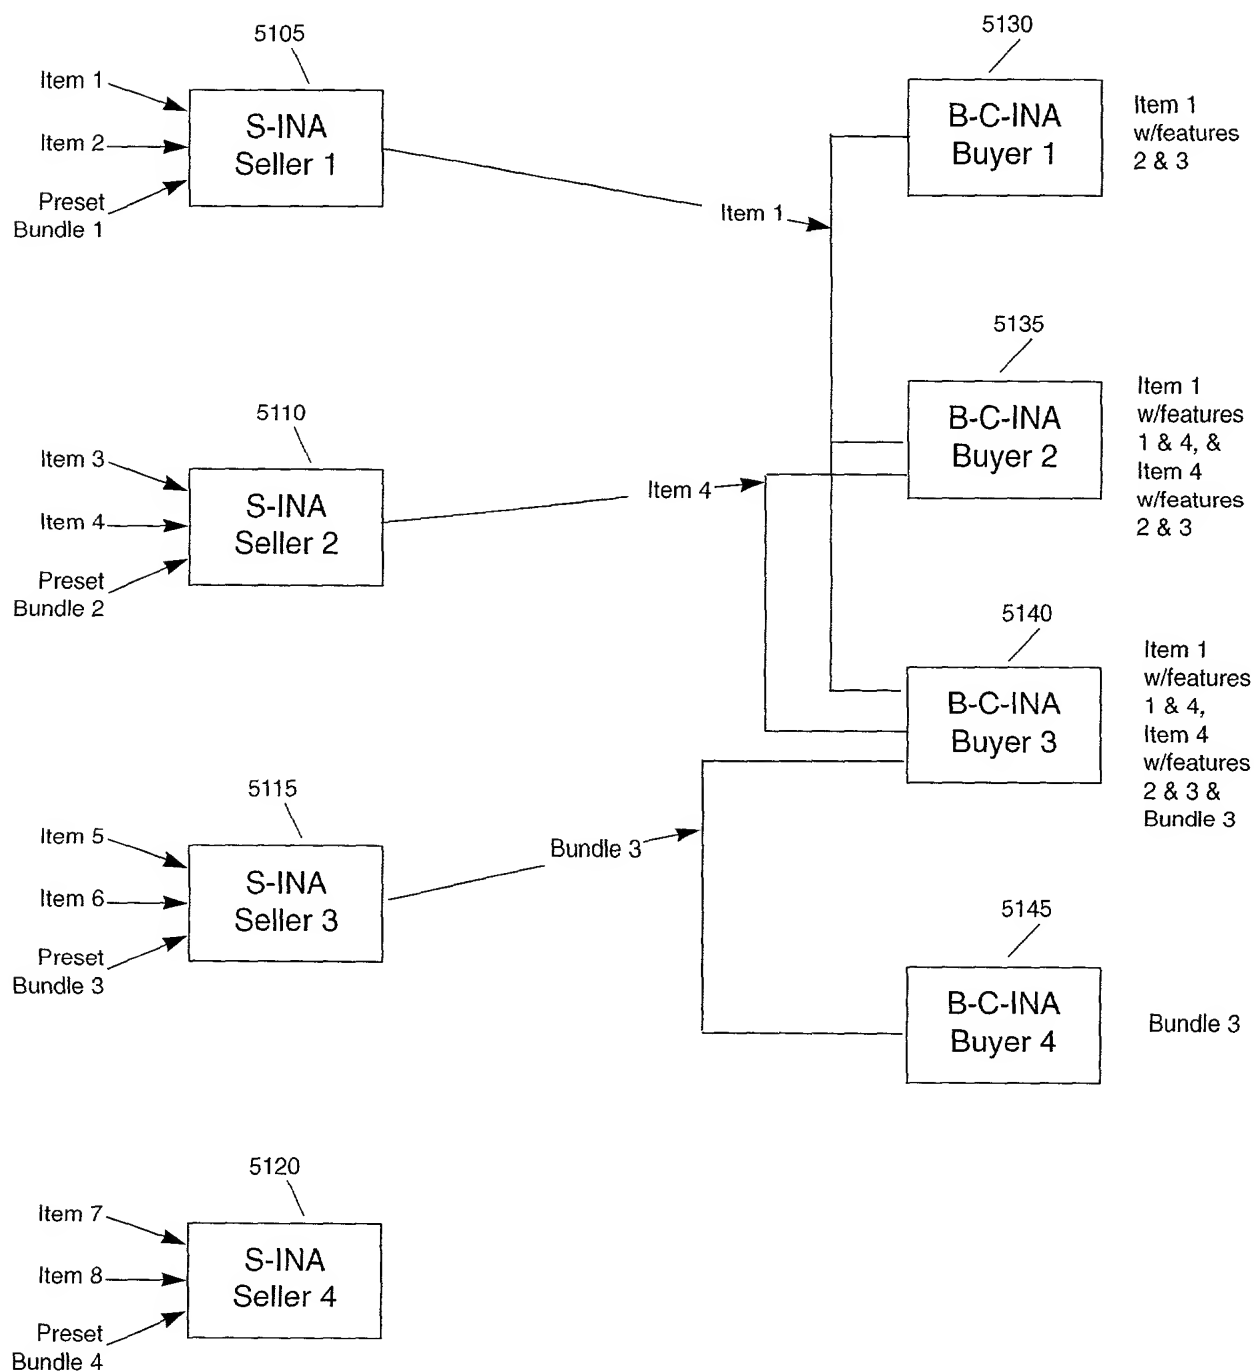 5105
Item 1
Item 2
Preset
Bundle 1
S-INA
Seller 1
Item 1
5130
B-C-INA
Buyer 1
Item 1
w/features
2 & 3
5110
Item 3
Item 4
Preset
Bundle 2
S-INA
Seller 2
Item 4
5135
B-C-INA
Buyer 2
Item 1
w/features
1 & 4, &
Item 4
w/features
2 & 3
5140
B-C-INA
Buyer 3
Item 1
w/features
1 & 4,
Item 4
w/features
2 & 3 &
Bundle 3
5115
Item 5
Item 6
Preset
Bundle 3
S-INA
Seller 3
Bundle 3
5145
B-C-INA
Buyer 4
Bundle 3
5120
Item 7
Item 8
Preset
Bundle 4
S-INA
Seller 4